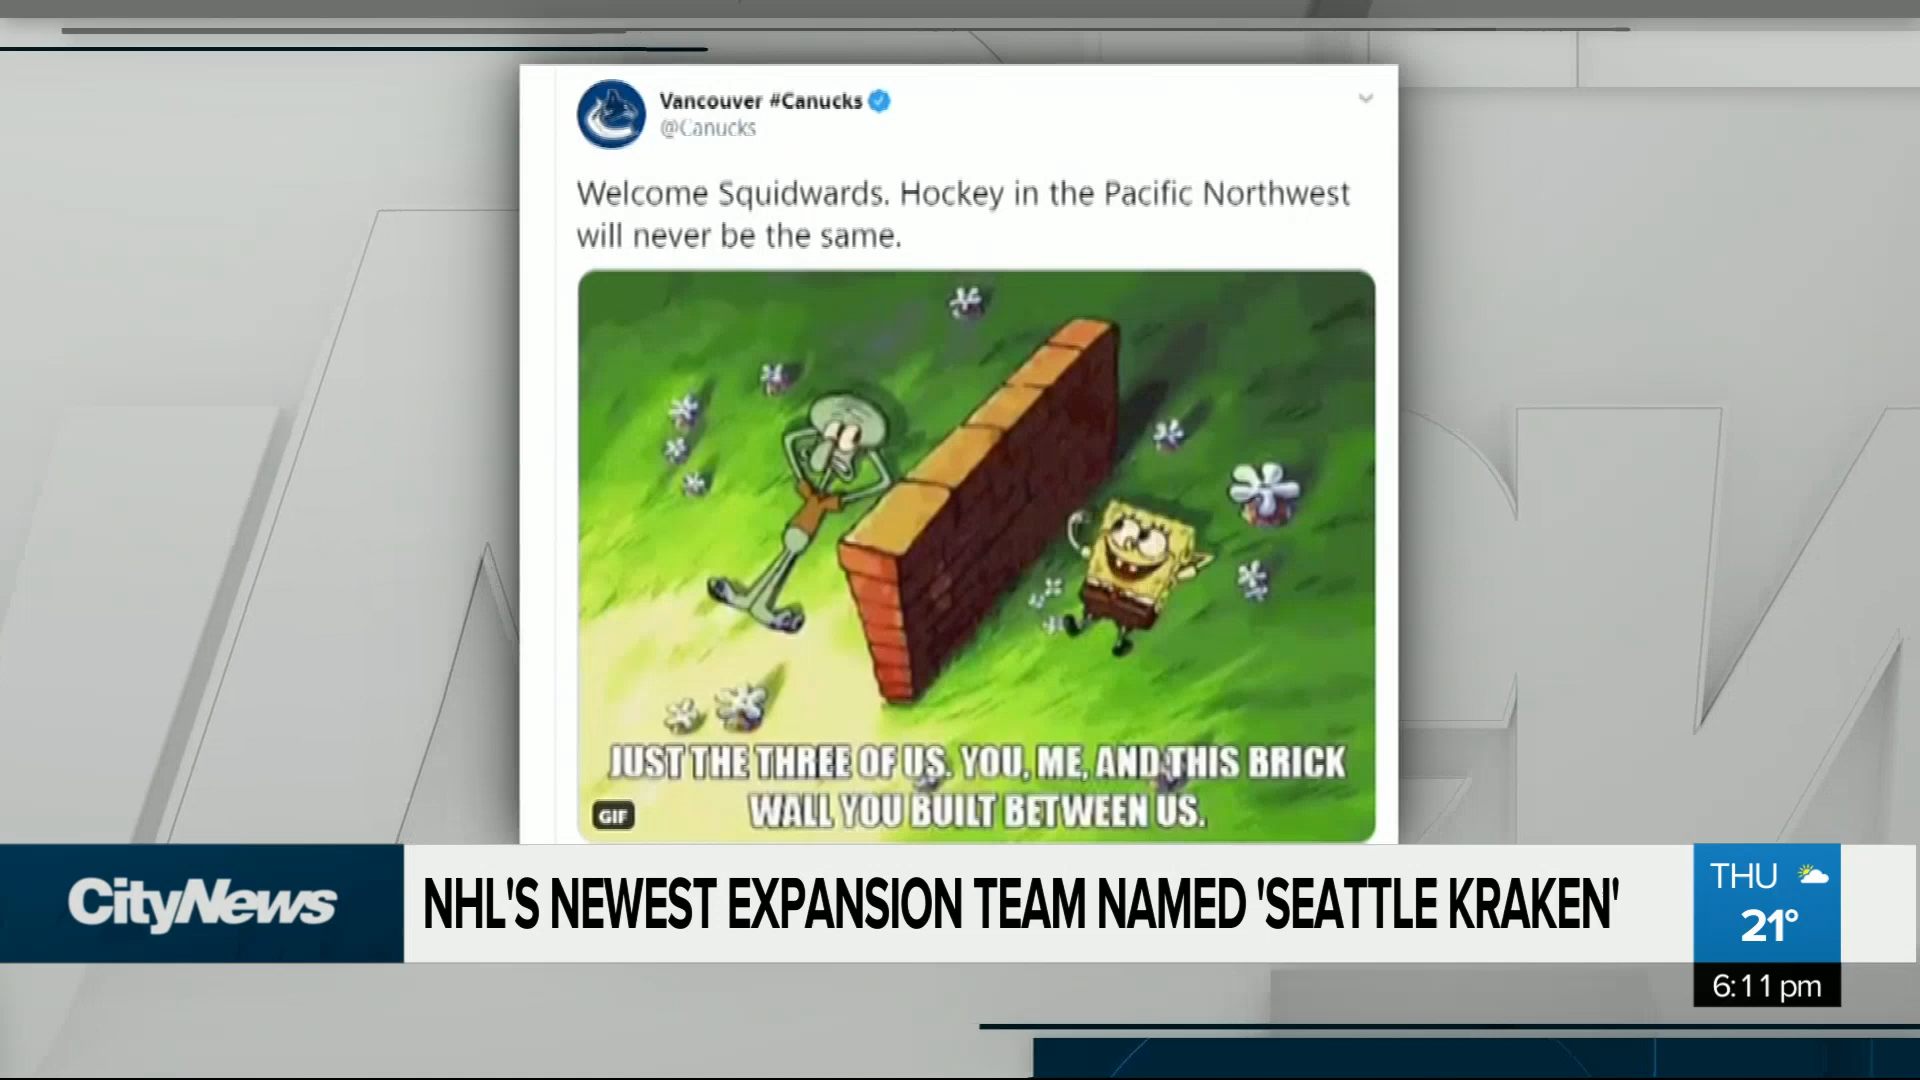 Vancouver #Canucks
@Canucks
Welcome Squidwards. Hockey in the Pacific Northwest
will never be the same.
JUST THE THREE OF US. YOU, ME, AND THIS BRICK
WALL YOU BUILT BETWEEN US.
GIF
CityNews
NHL'S NEWEST EXPANSION TEAM NAMED 'SEATTLE KRAKEN'
THU
21°
6:11 pm